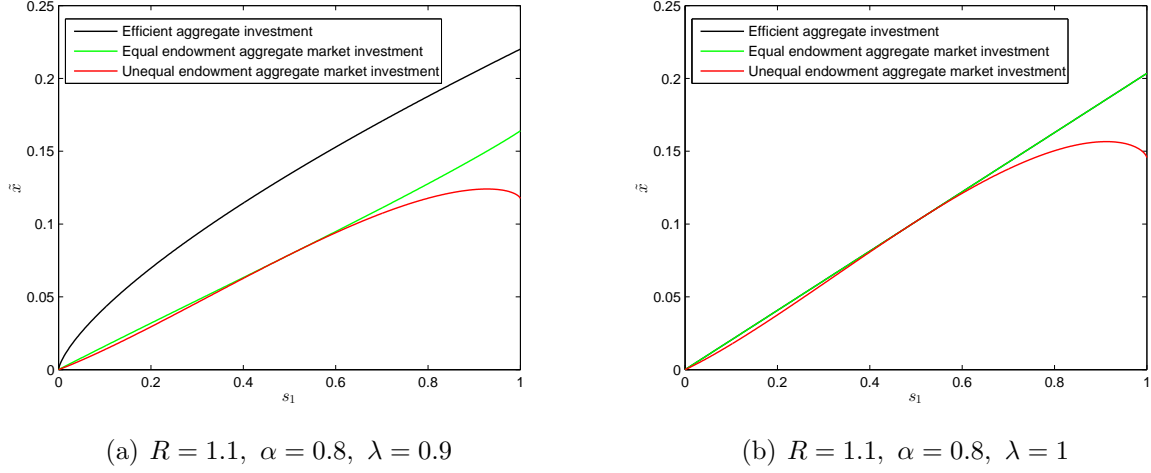 0.25
0.2
0.15
0.1
0.05
0
x̃
Efficient aggregate investment
Equal endowment aggregate market investment
Unequal endowment aggregate market investment
0 0.2 0.4 0.6 0.8 1
s₁
(a) R = 1.1, α = 0.8, λ = 0.9
0.25
0.2
0.15
0.1
0.05
0
x̃
Efficient aggregate investment
Equal endowment aggregate market investment
Unequal endowment aggregate market investment
0 0.2 0.4 0.6 0.8 1
s₁
(b) R = 1.1, α = 0.8, λ = 1